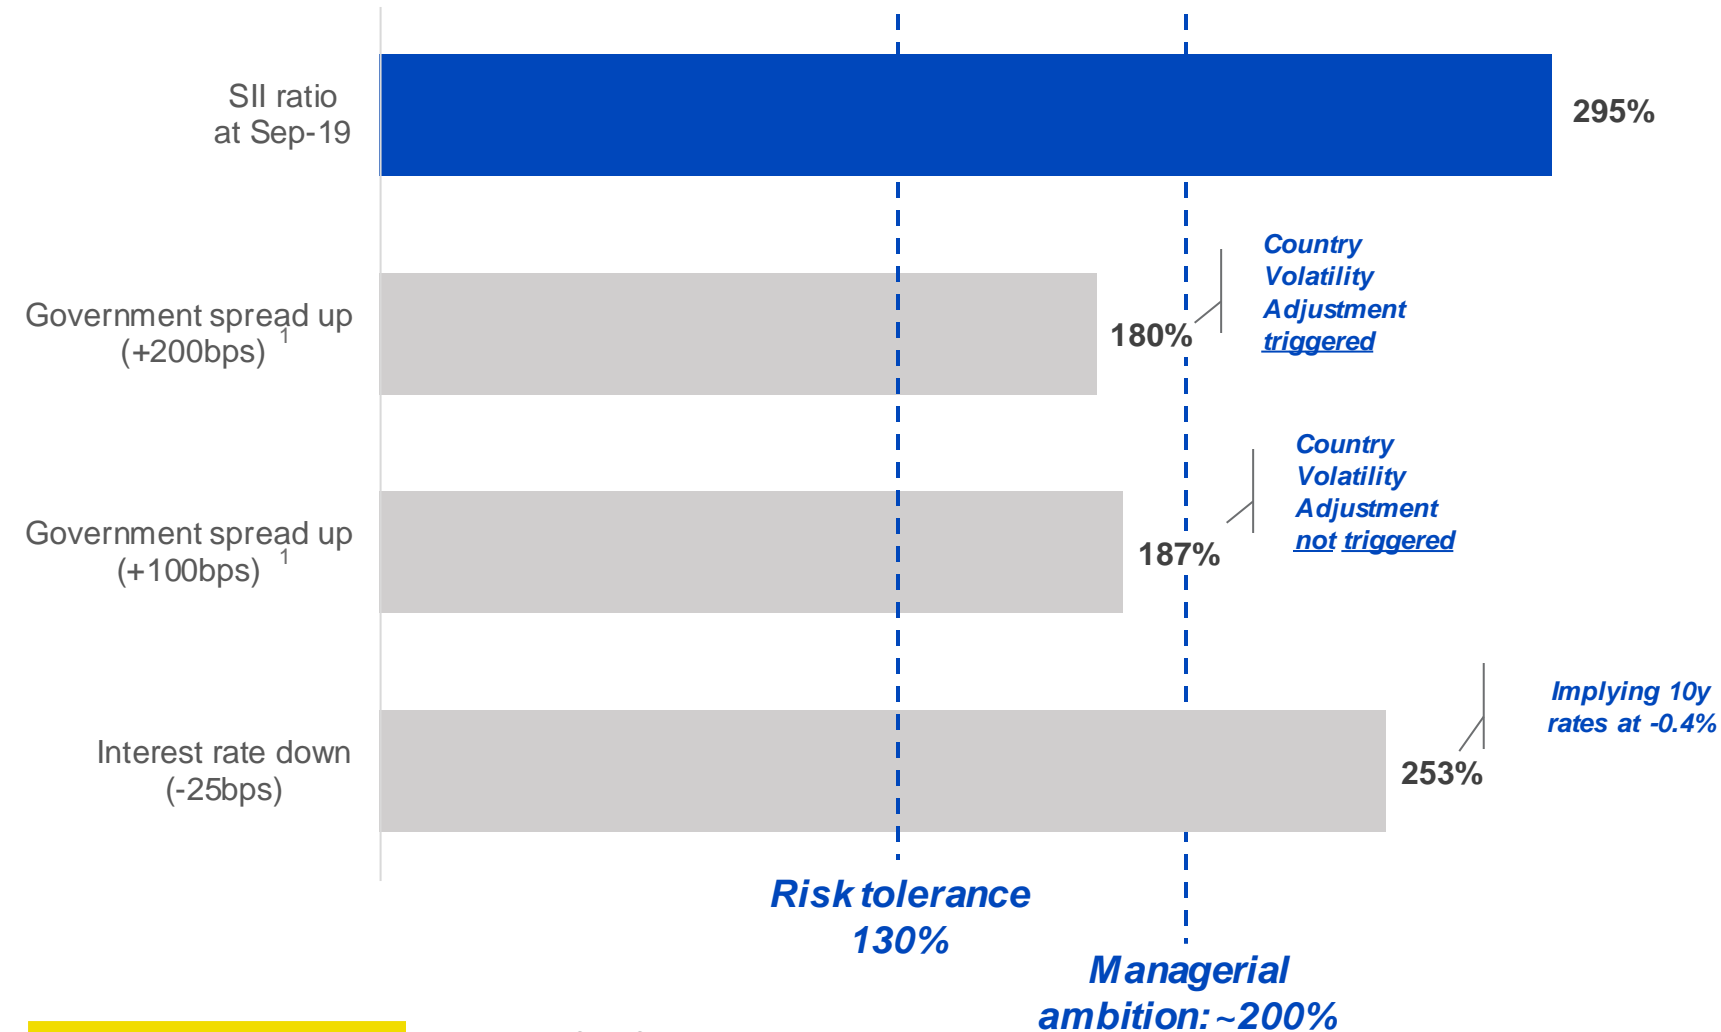 SII ratio
at Sep-19
295%
Government spread up
(+200bps) 1
180%
Country
Volatility
Adjustment
triggered
Government spread up
(+100bps) 1
187%
Country
Volatility
Adjustment
not triggered
Interest rate down
(-25bps)
253%
Implying 10y
rates at -0.4%
Risk tolerance
130%
Managerial
ambition: ~200%